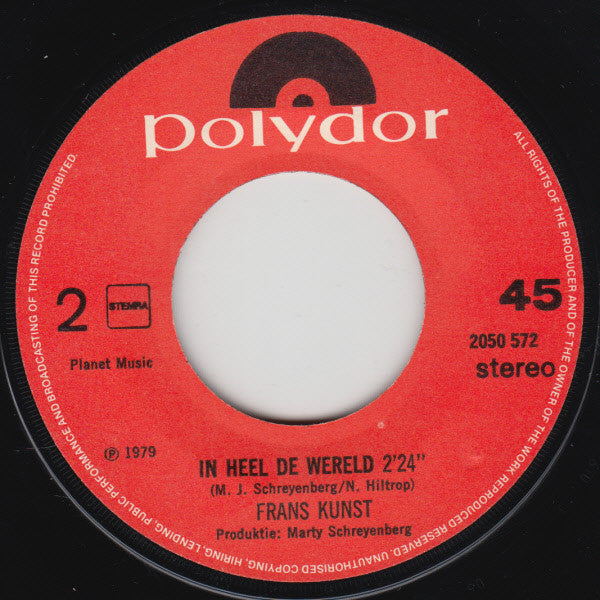 polydor
2
STEMRA
Planet Music
45
2050 572
stereo
℗ 1979
IN HEEL DE WERELD 2'24"
(M. J. Schreyenberg/N. Hiltrop)
FRANS KUNST
Produktie: Marty Schreyenberg
ALL RIGHTS OF THE PRODUCER AND OF THE OWNER OF THE WORK REPRODUCED RESERVED. UNAUTHORISED COPYING, HIRING, LENDING, PUBLIC PERFORMANCE AND BROADCASTING OF THIS RECORD PROHIBITED.